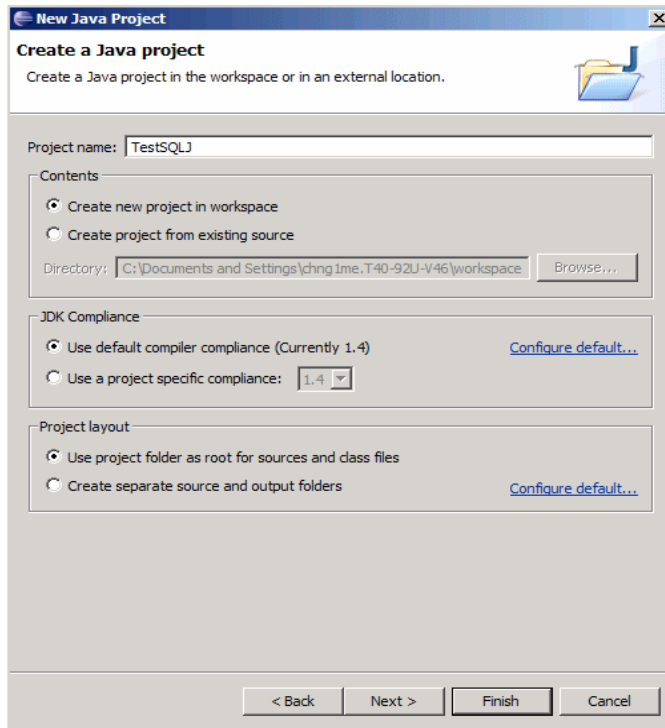 New Java Project
Create a Java project
Create a Java project in the workspace or in an external location.
Project name: TestSQLJ
Contents
Create new project in workspace
Create project from existing source
Directory: C:\Documents and Settings\chng1me.T40-92U-V46\workspace Browse...
JDK Compliance
Use default compiler compliance (Currently 1.4) Configure default...
Use a project specific compliance: 1.4
Project layout
Use project folder as root for sources and class files
Create separate source and output folders Configure default...
< Back Next > Finish Cancel